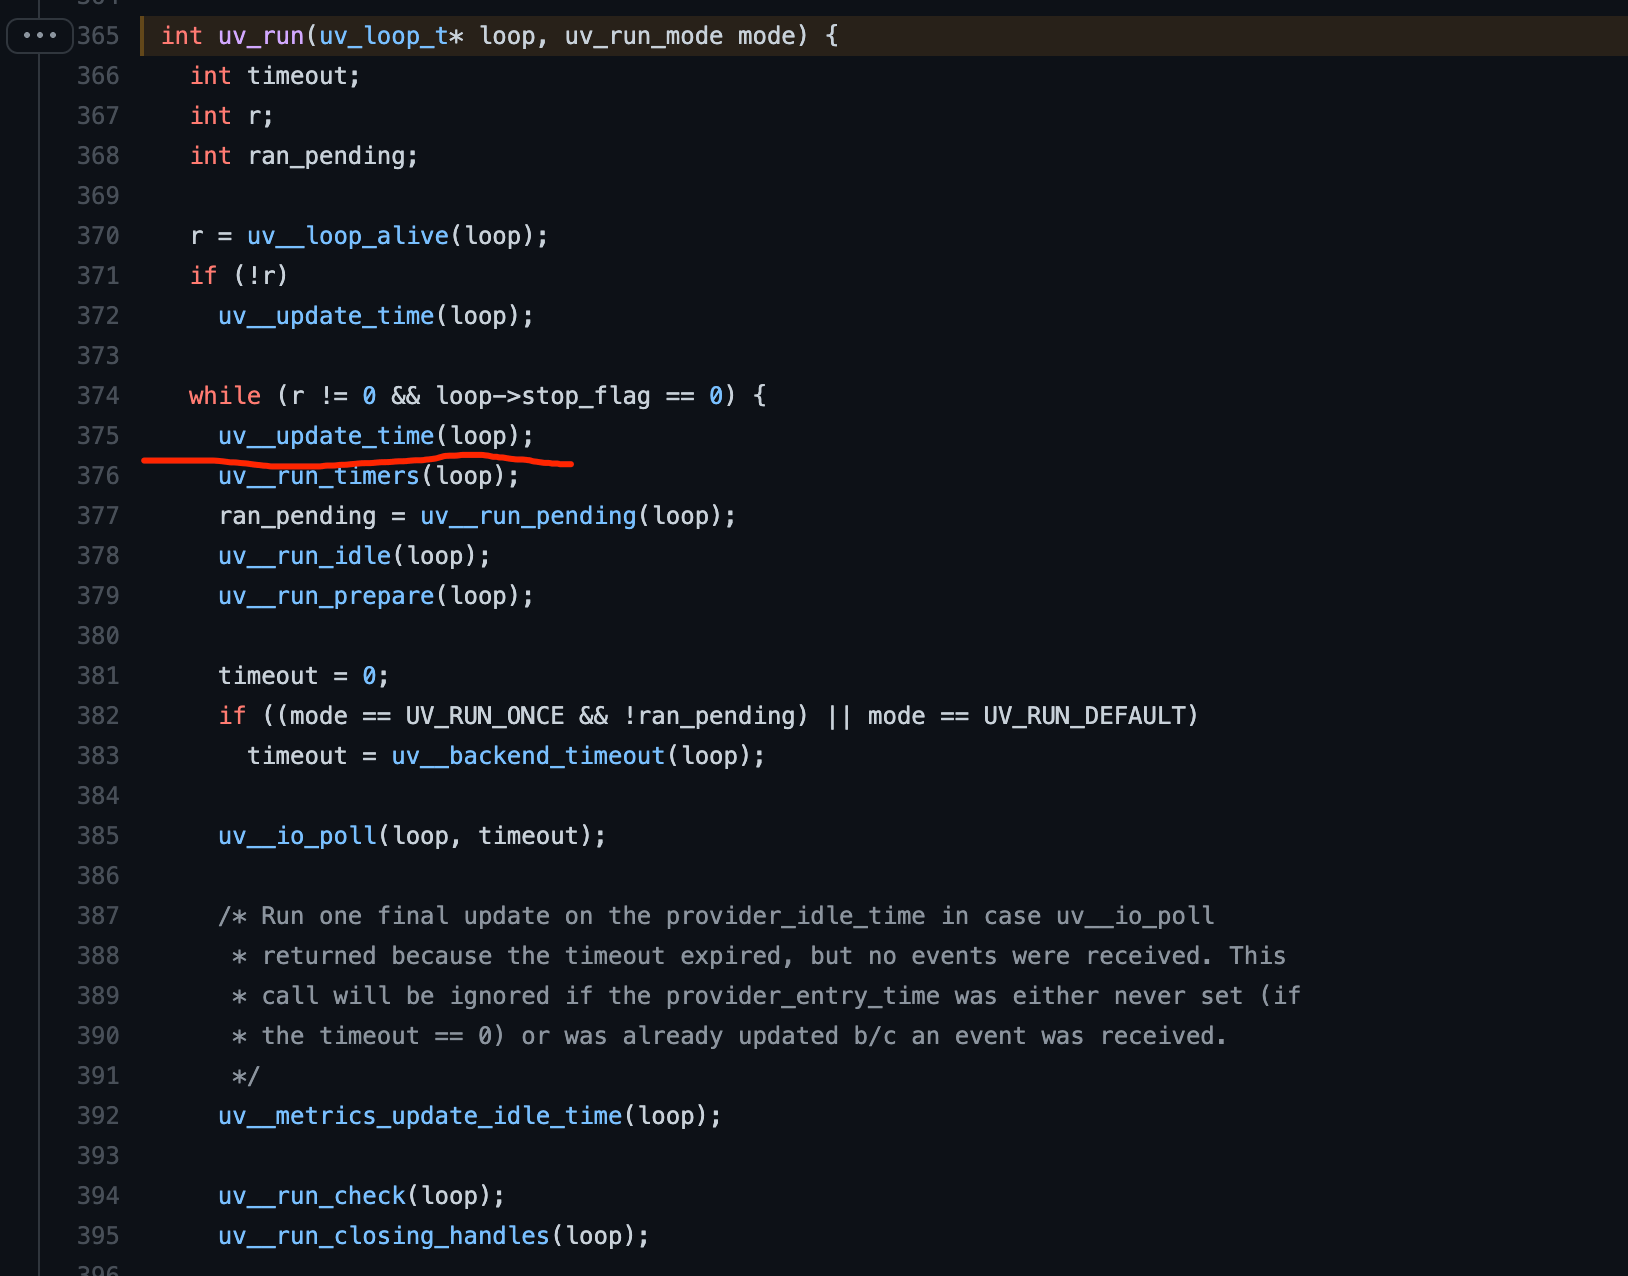 365 int uv_run(uv_loop_t* loop, uv_run_mode mode) {
366 int timeout;
367 int r;
368 int ran_pending;
369
370 r = uv__loop_alive(loop);
371 if (!r)
372 uv__update_time(loop);
373
374 while (r != 0 && loop->stop_flag == 0) {
375 uv__update_time(loop);
376 uv__run_timers(loop);
377 ran_pending = uv__run_pending(loop);
378 uv__run_idle(loop);
379 uv__run_prepare(loop);
380
381 timeout = 0;
382 if ((mode == UV_RUN_ONCE && !ran_pending) || mode == UV_RUN_DEFAULT)
383 timeout = uv__backend_timeout(loop);
384
385 uv__io_poll(loop, timeout);
386
387 /* Run one final update on the provider_idle_time in case uv__io_poll
388 * returned because the timeout expired, but no events were received. This
389 * call will be ignored if the provider_entry_time was either never set (if
390 * the timeout == 0) or was already updated b/c an event was received.
391 */
392 uv__metrics_update_idle_time(loop);
393
394 uv__run_check(loop);
395 uv__run_closing_handles(loop);
396